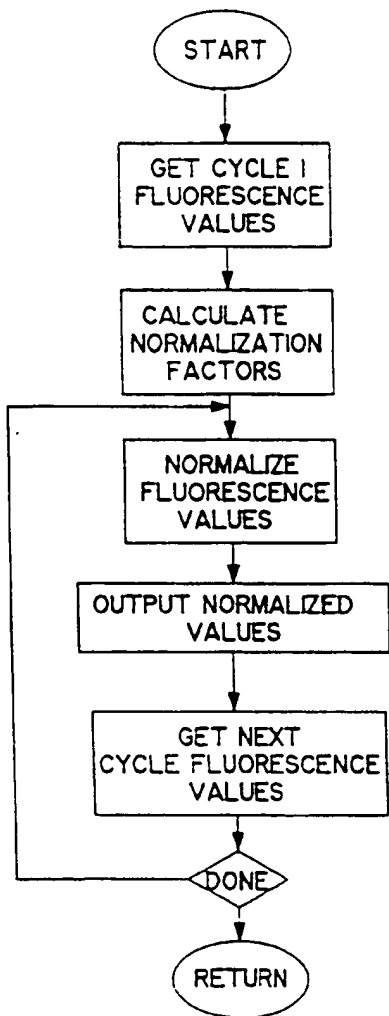 START
GET CYCLE I
FLUORESCENCE
VALUES
CALCULATE
NORMALIZATION
FACTORS
NORMALIZE
FLUORESCENCE
VALUES
OUTPUT NORMALIZED
VALUES
GET NEXT
CYCLE FLUORESCENCE
VALUES
DONE
RETURN